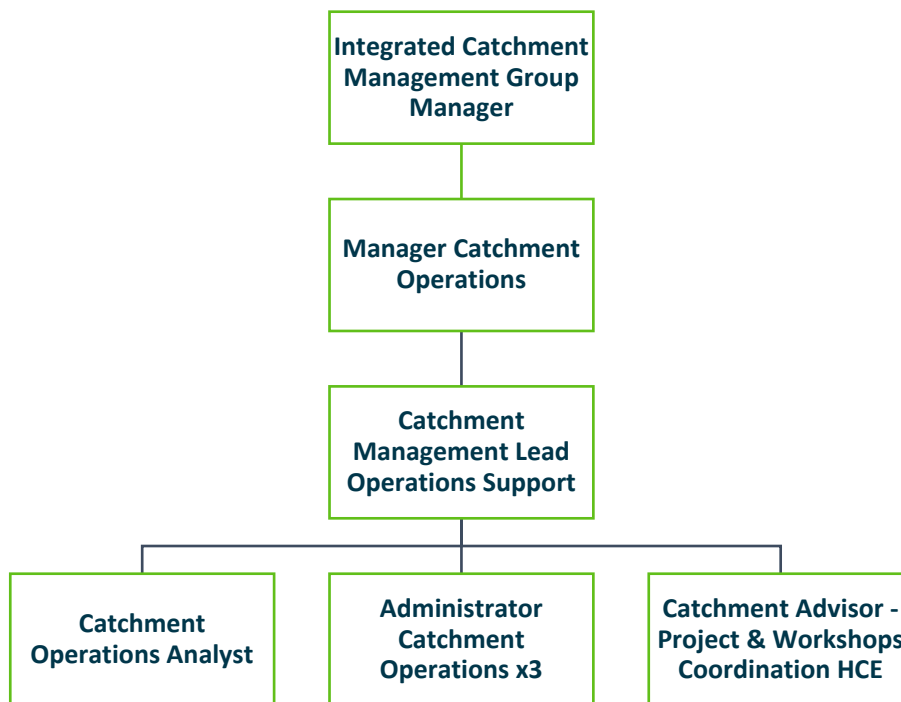 Integrated Catchment
Management Group
Manager
Manager Catchment
Operations
Catchment
Management Lead
Operations Support
Catchment
Operations Analyst
Administrator
Catchment
Operations x3
Catchment Advisor -
Project & Workshops
Coordination HCE